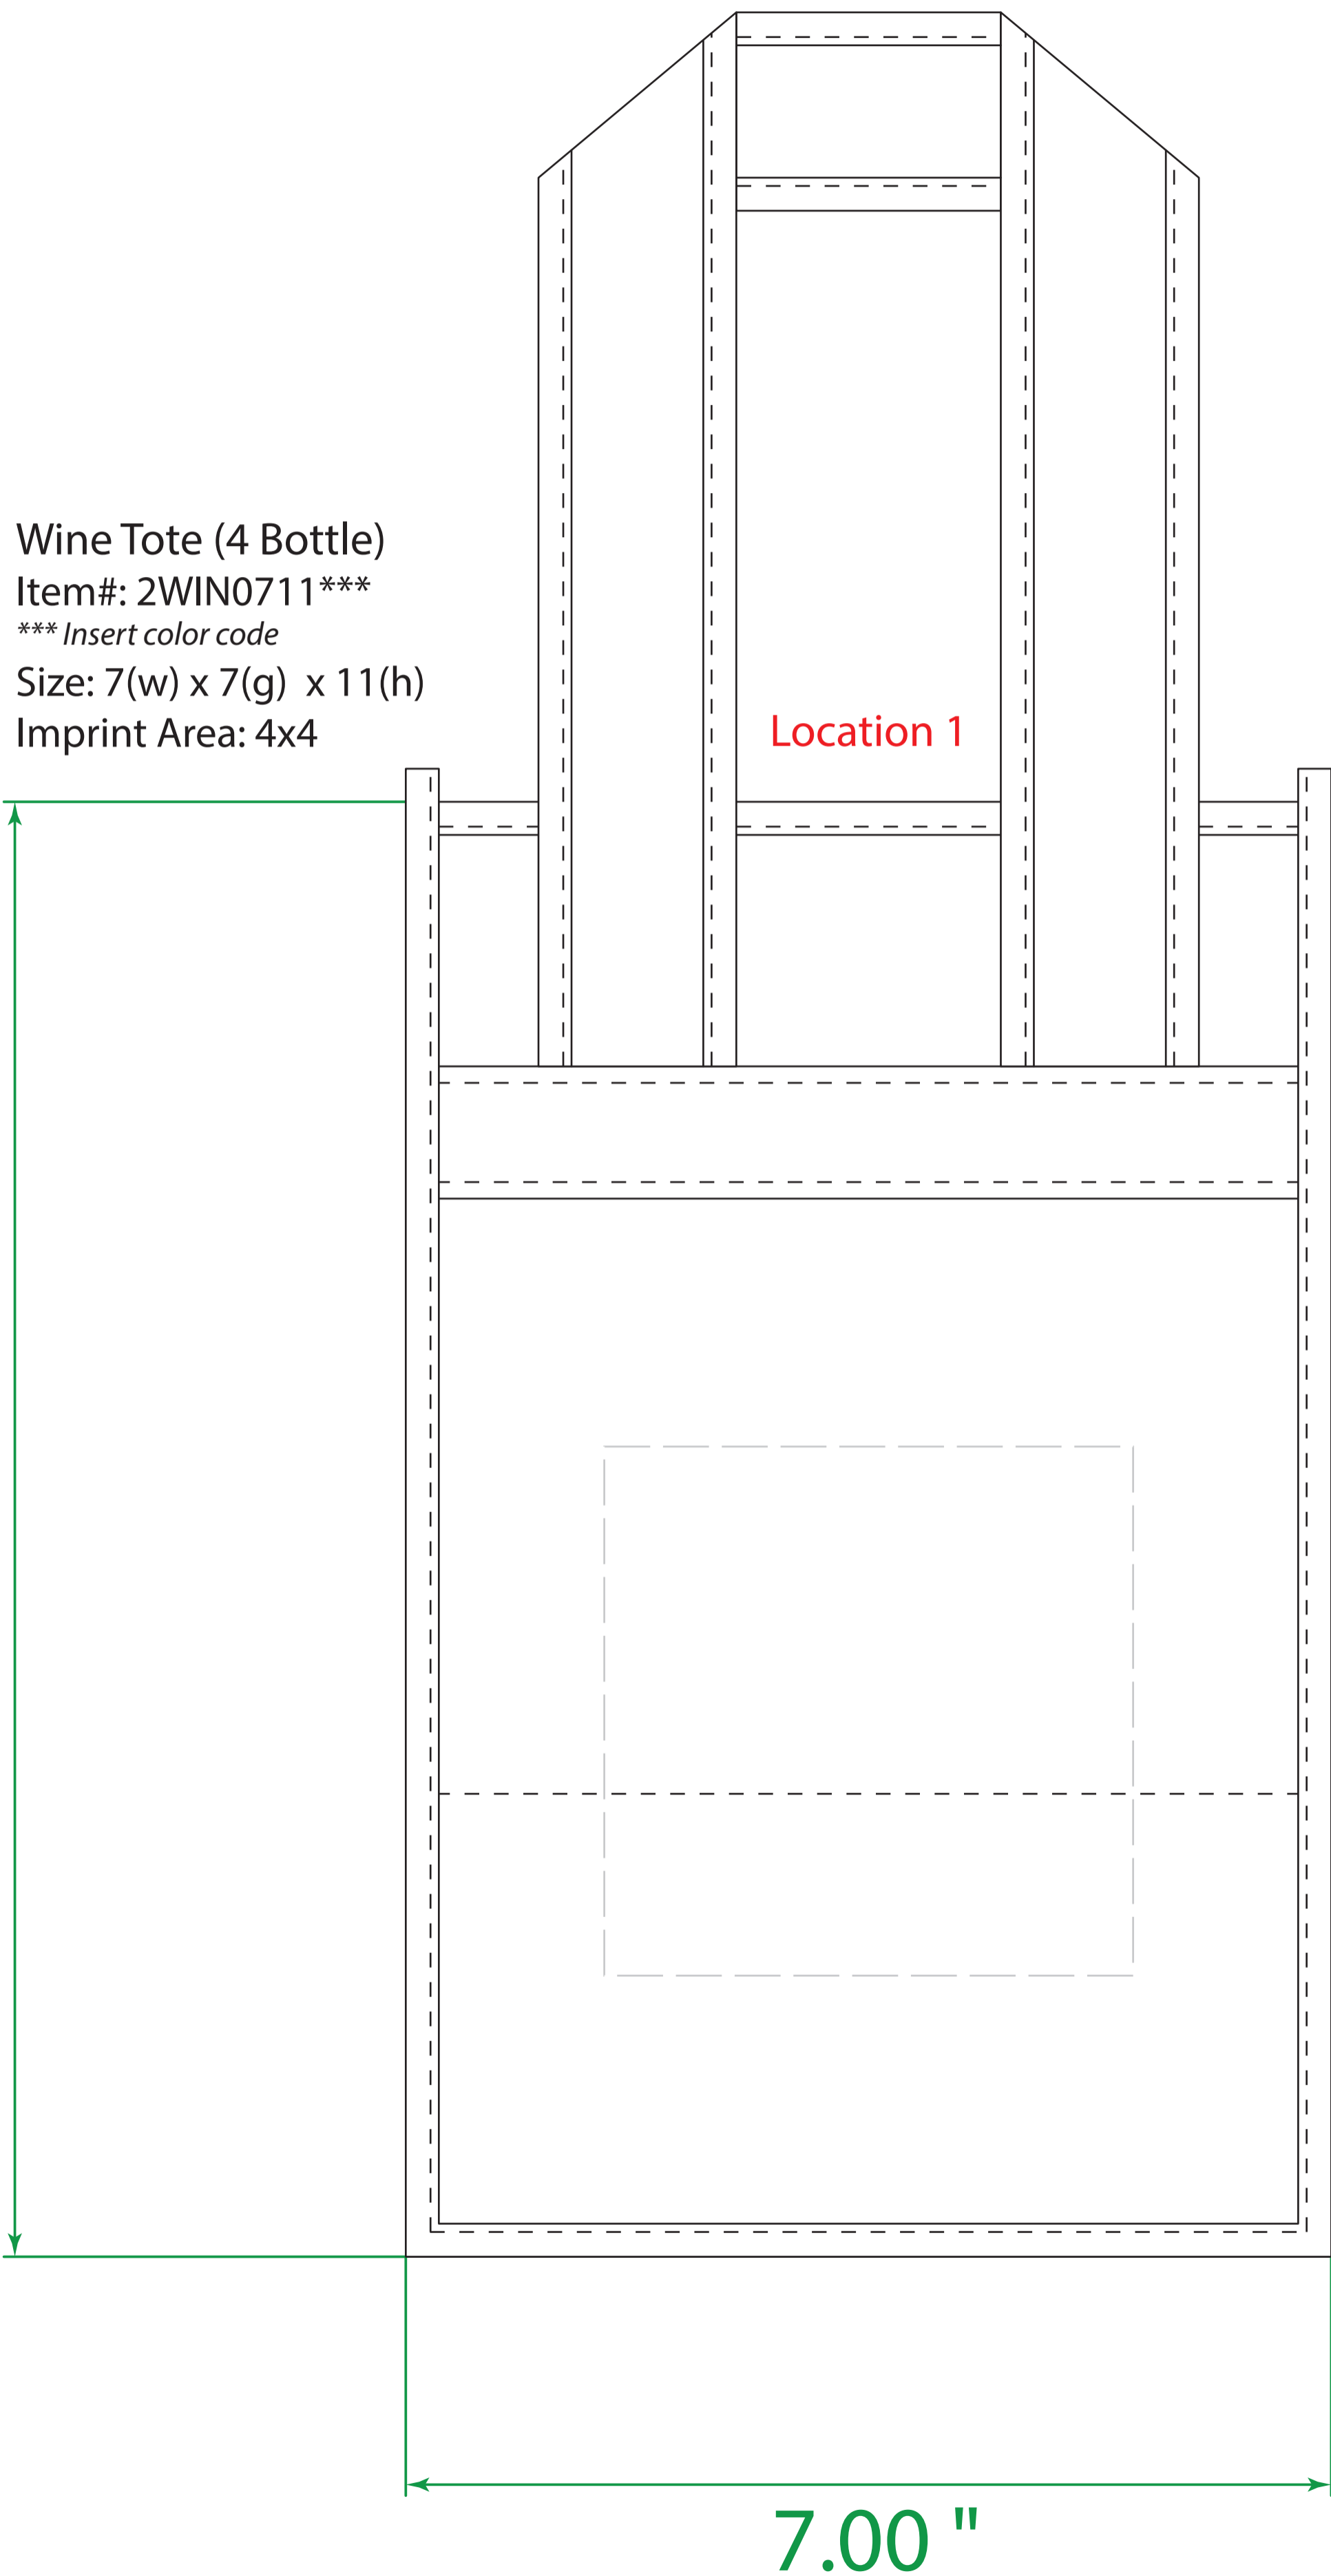 Wine Tote (4 Bottle)
Item#: 2WIN0711***
*** Insert color code
Size: 7(w) x 7(g)  x 11(h)
Imprint Area: 4x4
Location 1
7.00 "